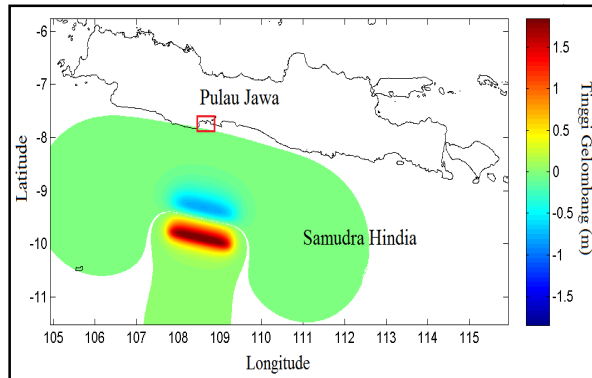 -6
-7
-8
-9
-10
-11
Latitude
Pulau Jawa
Samudra Hindia
105 106 107 108 109 110 111 112 113 114 115
Longitude
1.5
1
0.5
0
-0.5
-1
-1.5
Tinggi Gelombang (m)